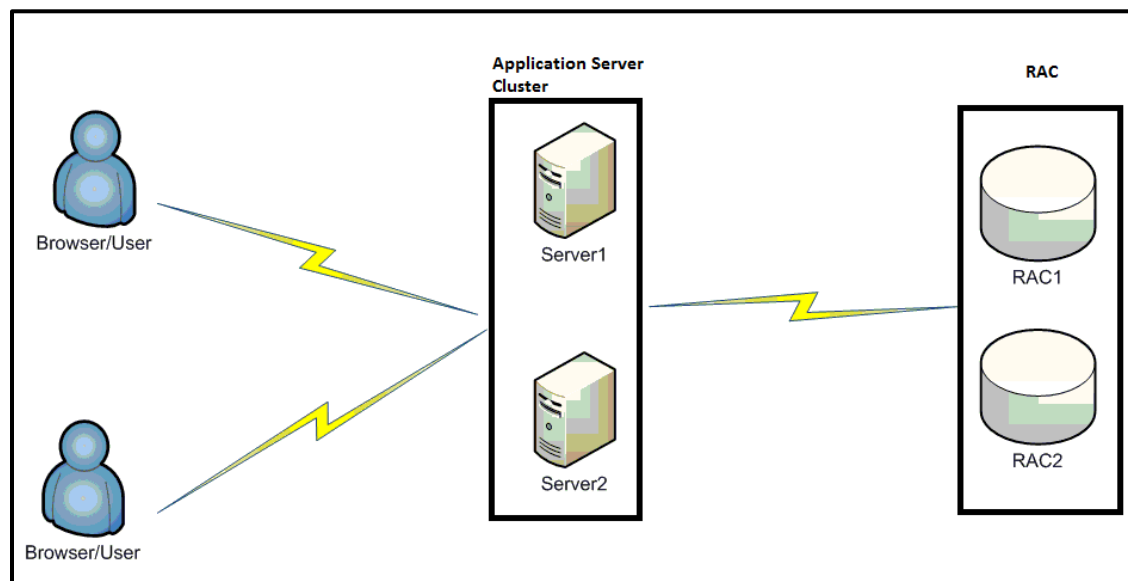 Application Server
Cluster
RAC
Browser/User
Server1
RAC1
Server2
RAC2
Browser/User